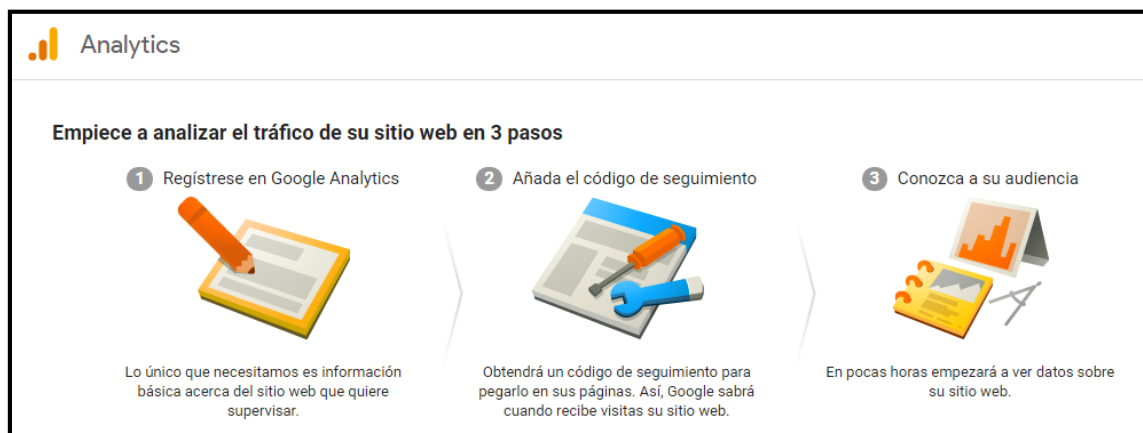 Analytics
Empiece a analizar el tráfico de su sitio web en 3 pasos
1 Regístrese en Google Analytics
Lo único que necesitamos es información
básica acerca del sitio web que quiere
supervisar.
2 Añada el código de seguimiento
Obtendrá un código de seguimiento para
pegarlo en sus páginas. Así, Google sabrá
cuando recibe visitas su sitio web.
3 Conozca a su audiencia
En pocas horas empezará a ver datos sobre
su sitio web.